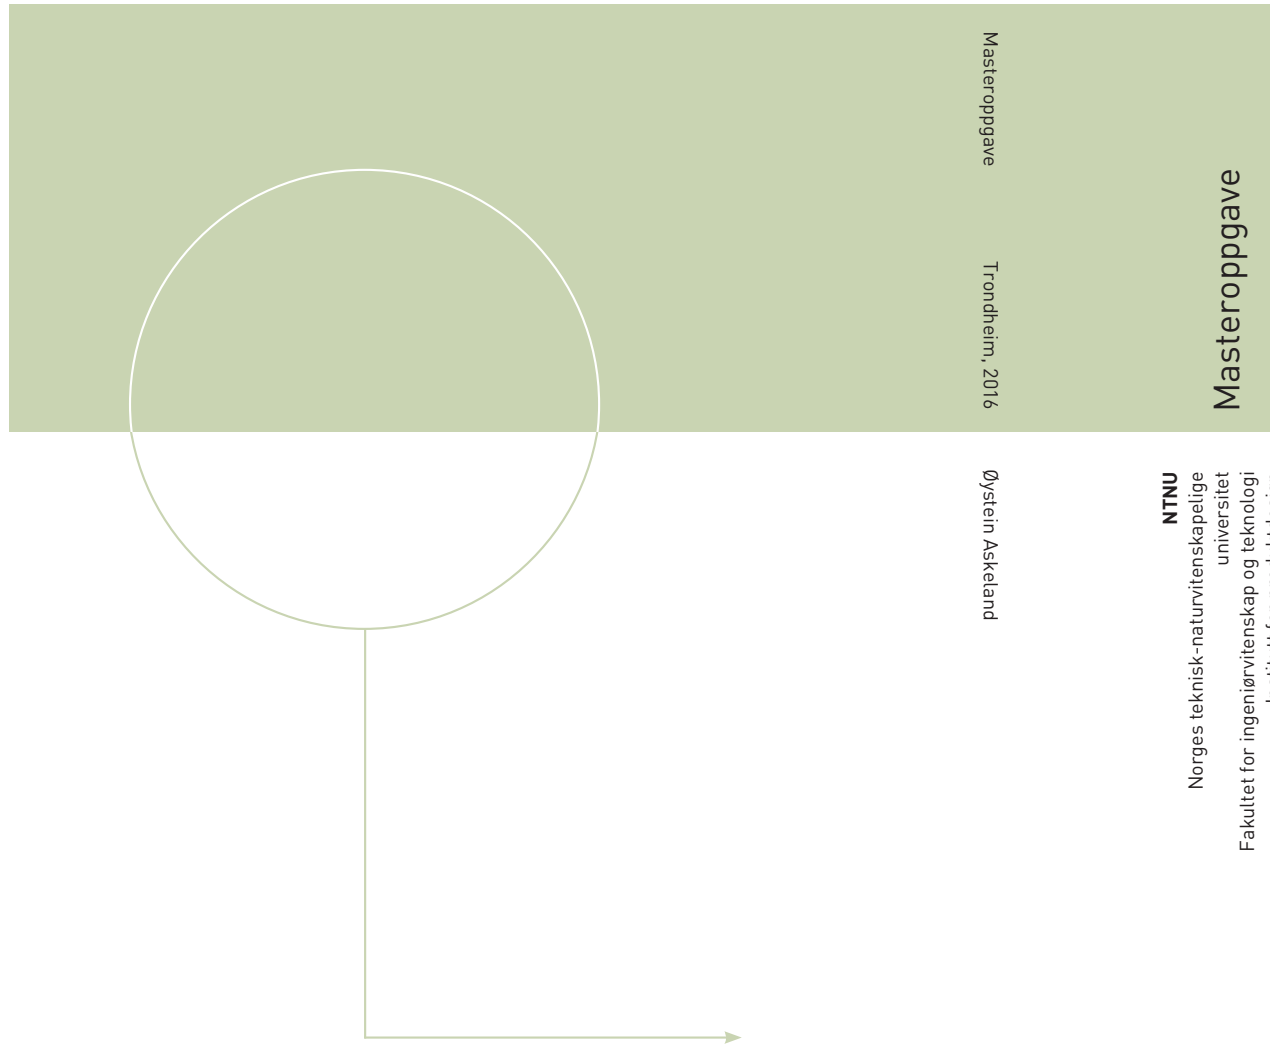 Masteroppgave
Trondheim, 2016
Øystein Askeland
Masteroppgave
NTNU
Norges teknisk-naturvitenskapelige
universitet
Fakultet for ingeniørvitenskap og teknologi